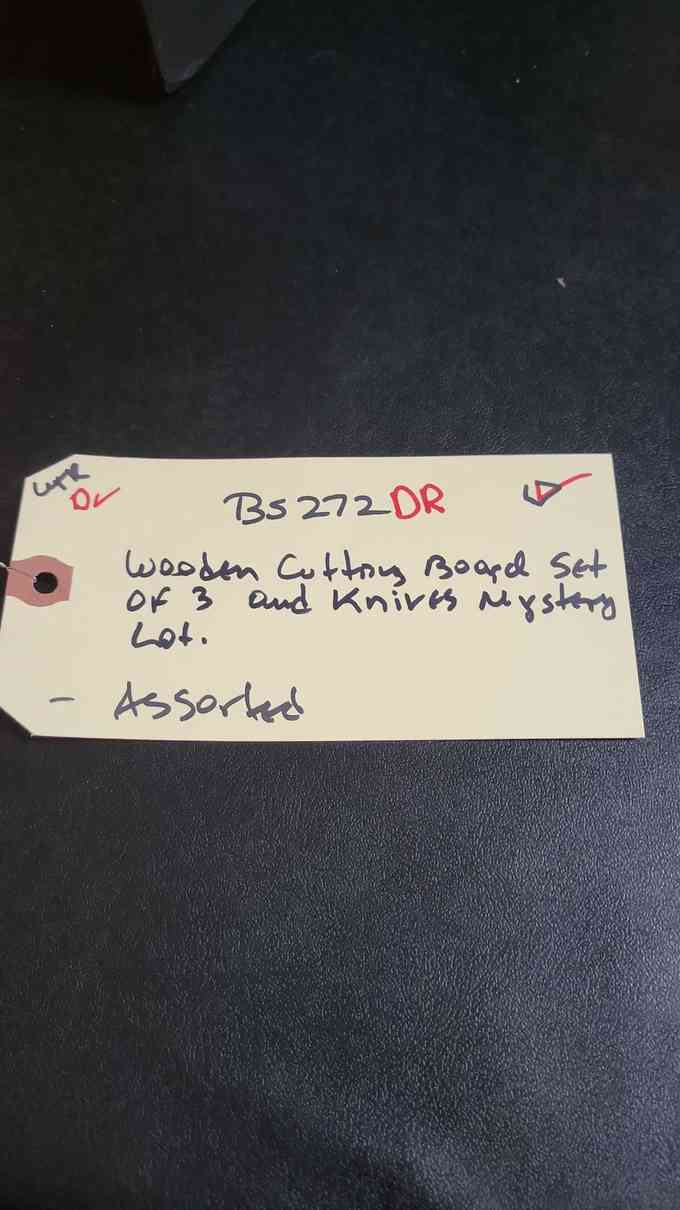 BS272DR
Wooden Cutting Board Set
Of 3 and Knives Mystery
Lot.
- Assorted